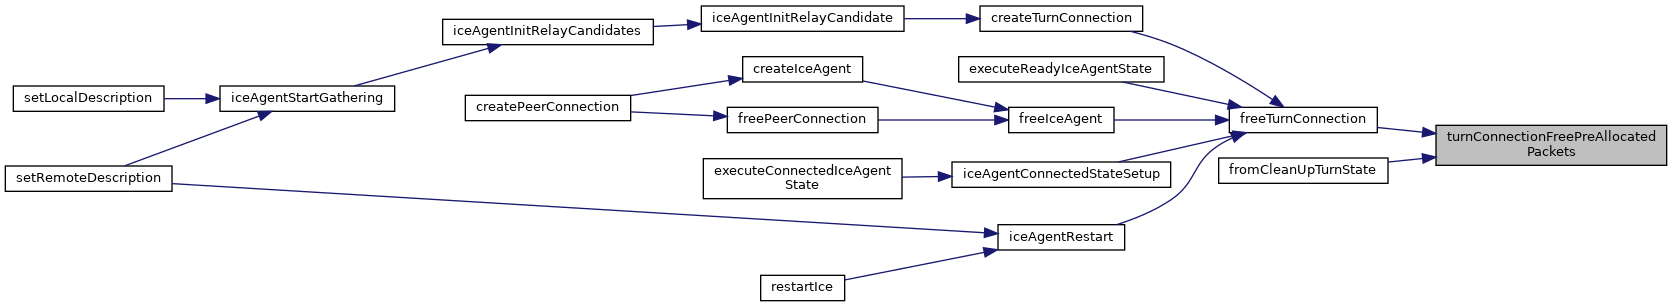 iceAgentInitRelayCandidate
createTurnConnection
iceAgentInitRelayCandidates
createIceAgent
executeReadyIceAgentState
setLocalDescription
iceAgentStartGathering
createPeerConnection
freePeerConnection
freeIceAgent
freeTurnConnection
turnConnectionFreePreAllocated
Packets
setRemoteDescription
executeConnectedIceAgent
State
iceAgentConnectedStateSetup
fromCleanUpTurnState
iceAgentRestart
restartIce